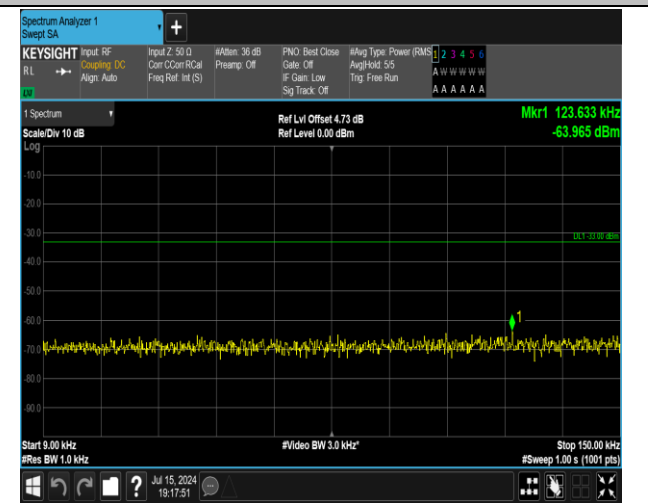 Spectrum Analyzer 1
Swept SA
+
KEYSIGHT
RL
Input: RF
Coupling: DC
Align: Auto
Input Z: 50 Ω
Corr CCorr RCal
Freq Ref: Int (S)
#Atten: 36 dB
Preamp: Off
PNO: Best Close
Gate: Off
IF Gain: Low
Sig Track: Off
#Avg Type: Power (RMS
Avg|Hold: 5/5
Trig: Free Run
1 2 3 4 5 6
A W W W W W
A A A A A A
1 Spectrum
Scale/Div 10 dB
Log
Ref Lvl Offset 4.73 dB
Ref Level 0.00 dBm
Mkr1 123.633 kHz
-63.965 dBm
-10.0
-20.0
-30.0
DL1 -33.00 dBm
-40.0
-50.0
-60.0
1
-70.0
-80.0
-90.0
Start 9.00 kHz
#Video BW 3.0 kHz*
Stop 150.00 kHz
#Res BW 1.0 kHz
#Sweep 1.00 s (1001 pts)
?
Jul 15, 2024
19:17:51